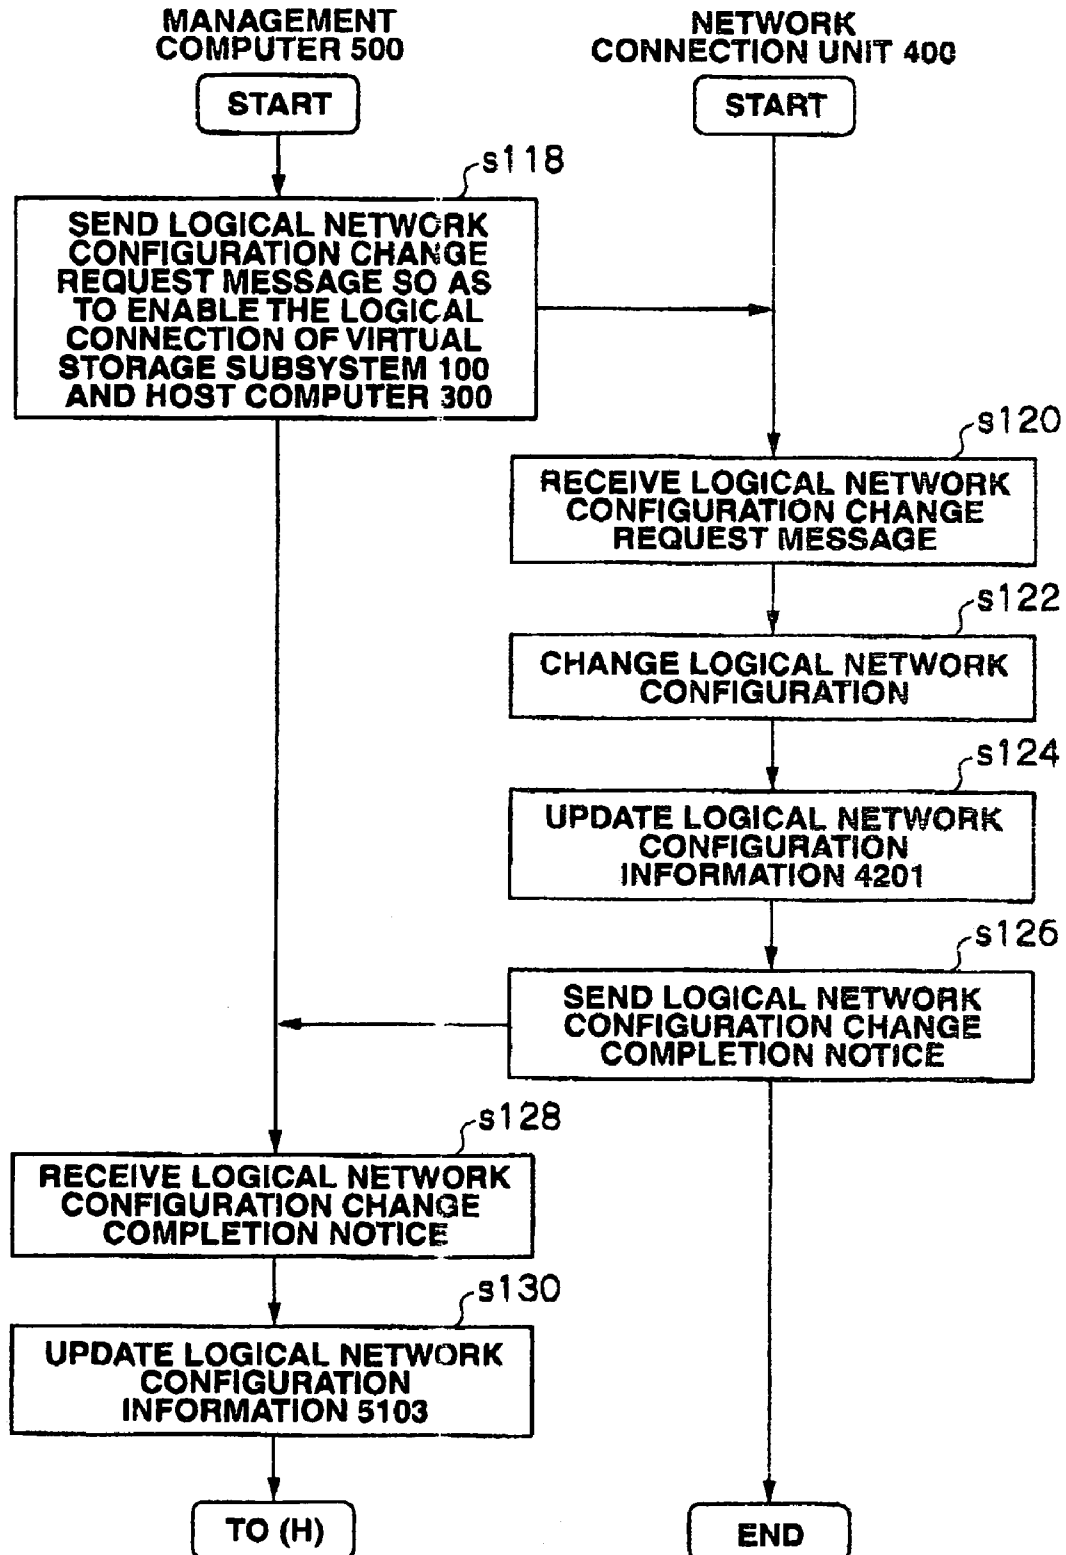 MANAGEMENT
COMPUTER 500
NETWORK
CONNECTION UNIT 400
START
START
s118
SEND LOGICAL NETWORK
CONFIGURATION CHANGE
REQUEST MESSAGE SO AS
TO ENABLE THE LOGICAL
CONNECTION OF VIRTUAL
STORAGE SUBSYSTEM 100
AND HOST COMPUTER 300
s120
RECEIVE LOGICAL NETWORK
CONFIGURATION CHANGE
REQUEST MESSAGE
s122
CHANGE LOGICAL NETWORK
CONFIGURATION
s124
UPDATE LOGICAL NETWORK
CONFIGURATION
INFORMATION 4201
s126
SEND LOGICAL NETWORK
CONFIGURATION CHANGE
COMPLETION NOTICE
s128
RECEIVE LOGICAL NETWORK
CONFIGURATION CHANGE
COMPLETION NOTICE
s130
UPDATE LOGICAL NETWORK
CONFIGURATION
INFORMATION 5103
TO (H)
END